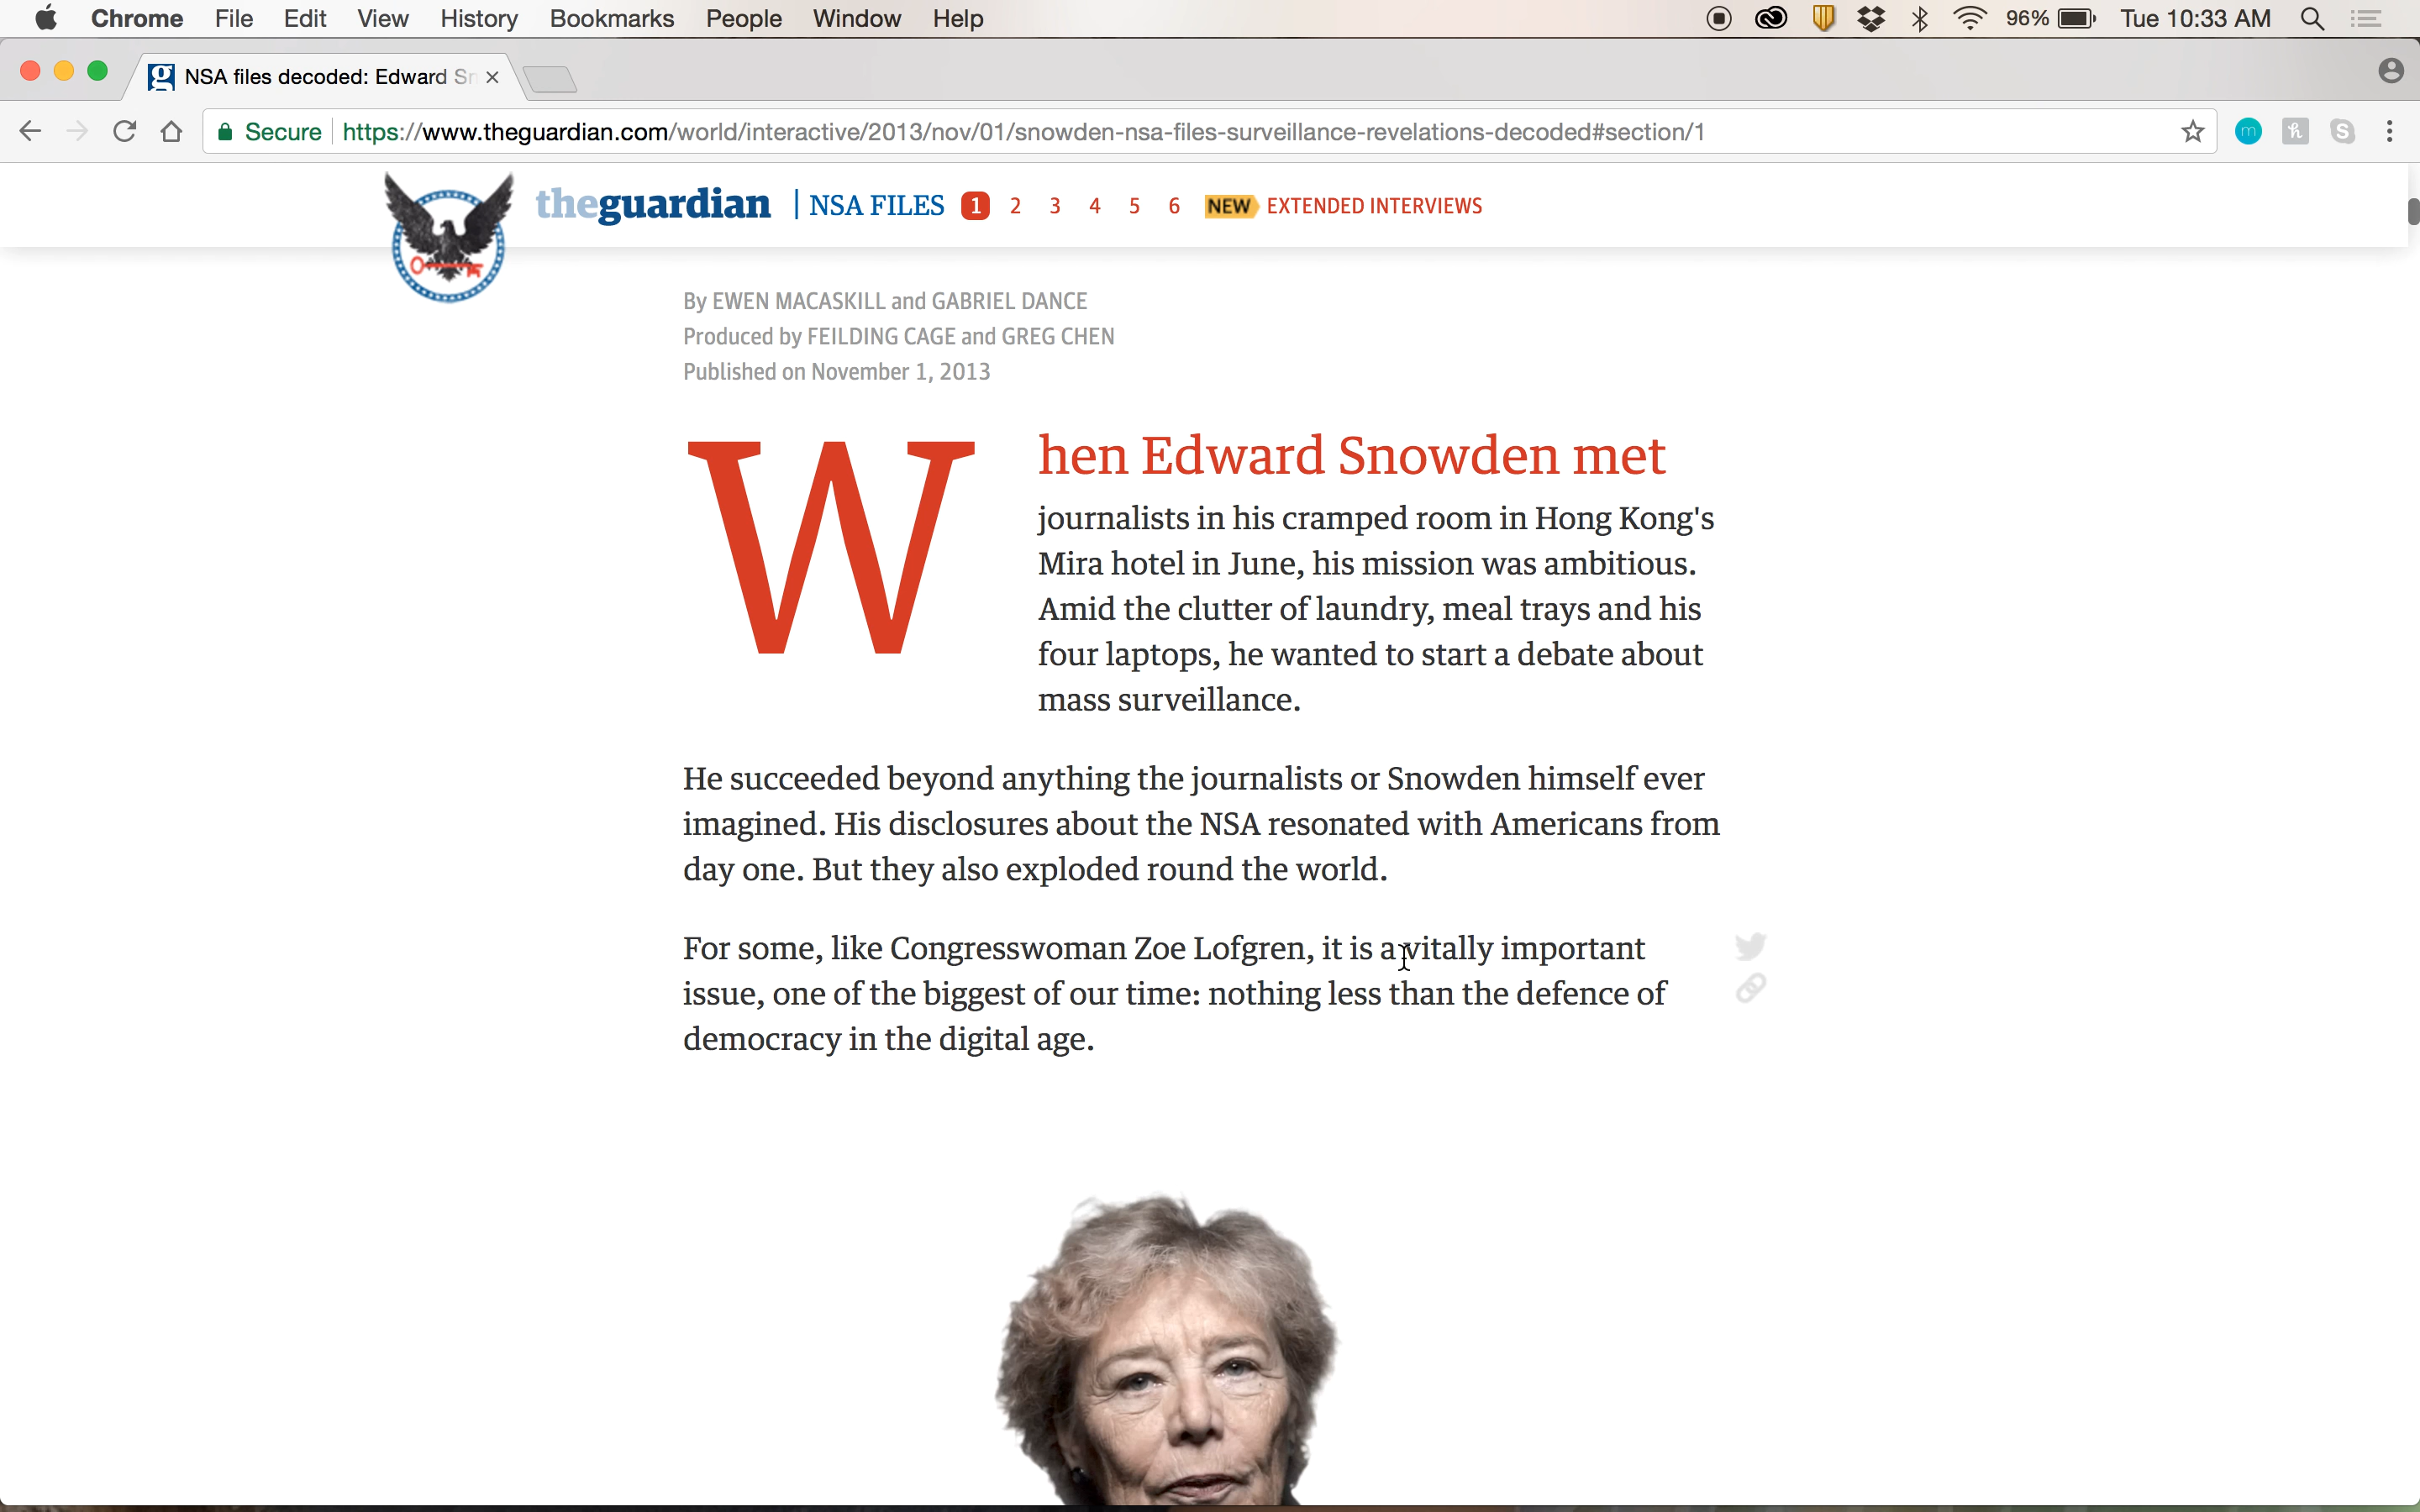 Chrome File Edit View History Bookmarks People Window Help 96% Tue 10:33 AM
NSA files decoded: Edward Sn
Secure https://www.theguardian.com/world/interactive/2013/nov/01/snowden-nsa-files-surveillance-revelations-decoded#section/1
theguardian | NSA FILES 1 2 3 4 5 6 NEW EXTENDED INTERVIEWS
By EWEN MACASKILL and GABRIEL DANCE
Produced by FEILDING CAGE and GREG CHEN
Published on November 1, 2013
When Edward Snowden met
journalists in his cramped room in Hong Kong's
Mira hotel in June, his mission was ambitious.
Amid the clutter of laundry, meal trays and his
four laptops, he wanted to start a debate about
mass surveillance.
He succeeded beyond anything the journalists or Snowden himself ever
imagined. His disclosures about the NSA resonated with Americans from
day one. But they also exploded round the world.
For some, like Congresswoman Zoe Lofgren, it is a vitally important
issue, one of the biggest of our time: nothing less than the defence of
democracy in the digital age.